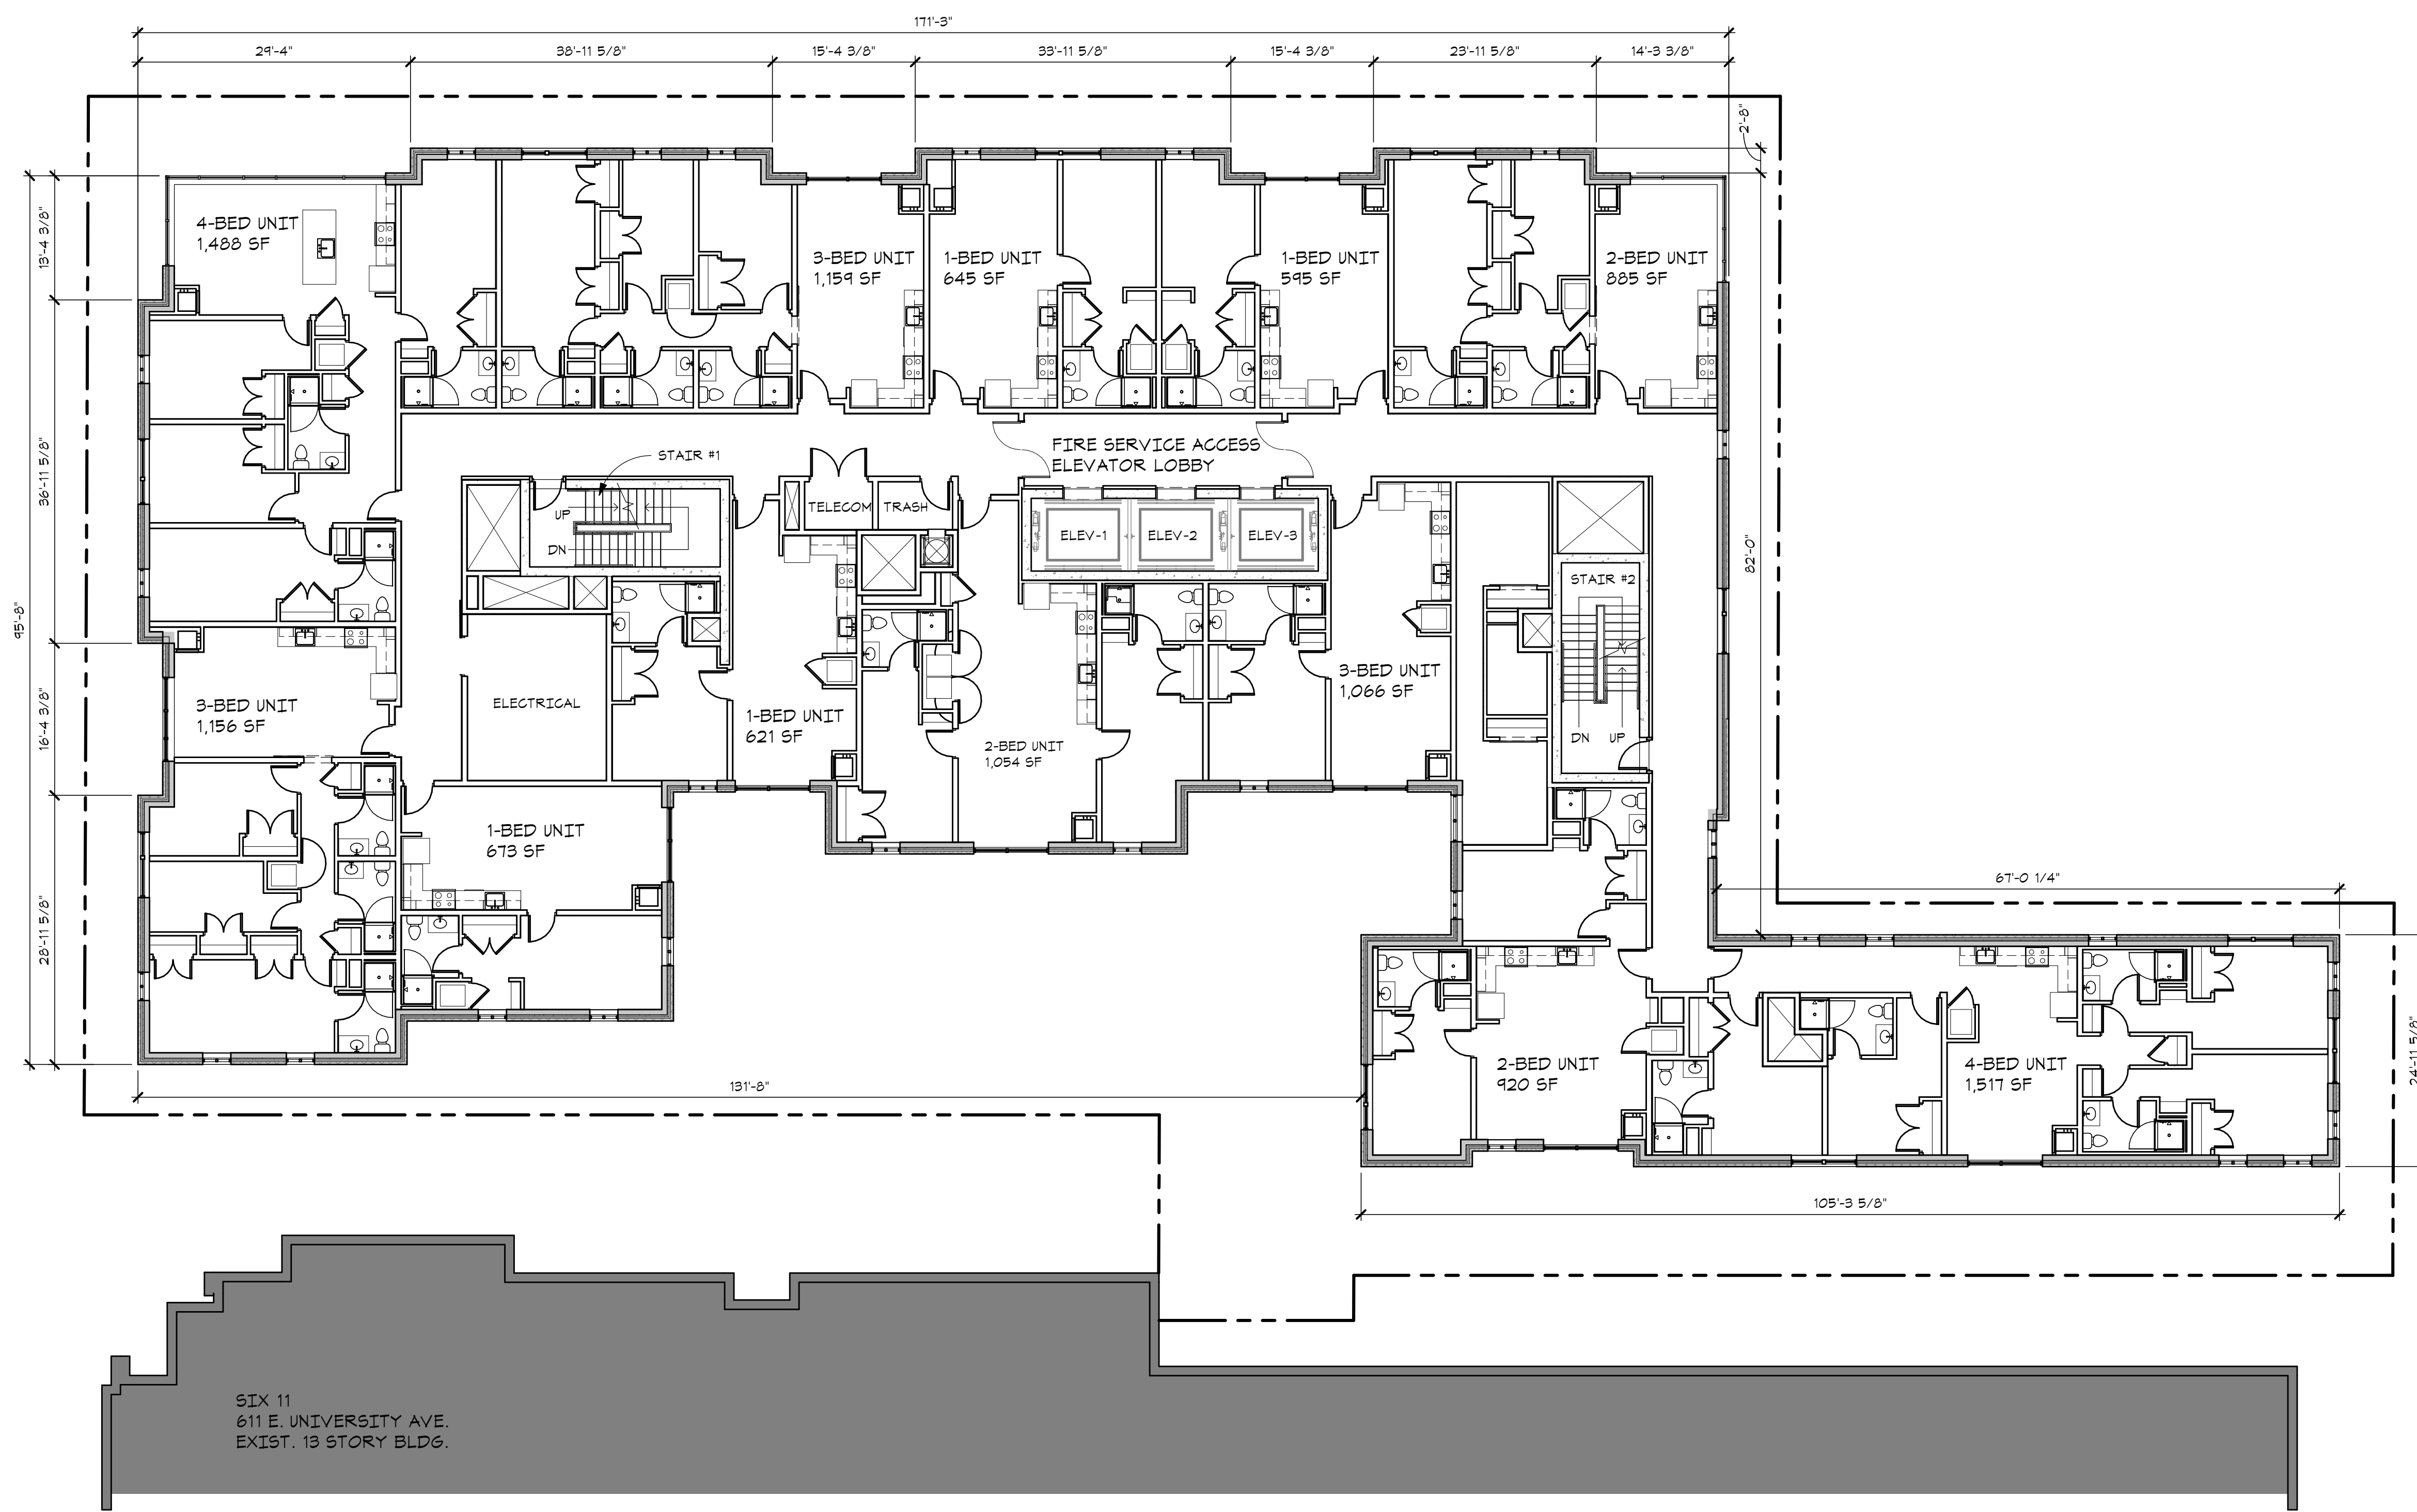 171'-3"
29'-4"
38'-11 5/8"
15'-4 3/8"
33'-11 5/8"
15'-4 3/8"
23'-11 5/8"
14'-3 3/8"
2'-8"
13'-4 3/8"
36'-11 5/8"
95'-8"
16'-4 3/8"
28'-11 5/8"
82'-0"
4-BED UNIT
1,488 SF
3-BED UNIT
1,159 SF
1-BED UNIT
645 SF
1-BED UNIT
595 SF
2-BED UNIT
885 SF
FIRE SERVICE ACCESS
ELEVATOR LOBBY
STAIR #1
UP
DN
TELECOM
TRASH
ELEV-1
ELEV-2
ELEV-3
STAIR #2
DN
UP
3-BED UNIT
1,156 SF
ELECTRICAL
1-BED UNIT
621 SF
2-BED UNIT
1,054 SF
3-BED UNIT
1,066 SF
1-BED UNIT
673 SF
67'-0 1/4"
2-BED UNIT
920 SF
4-BED UNIT
1,517 SF
24'-11 5/8"
131'-8"
105'-3 5/8"
SIX 11
611 E. UNIVERSITY AVE.
EXIST. 13 STORY BLDG.